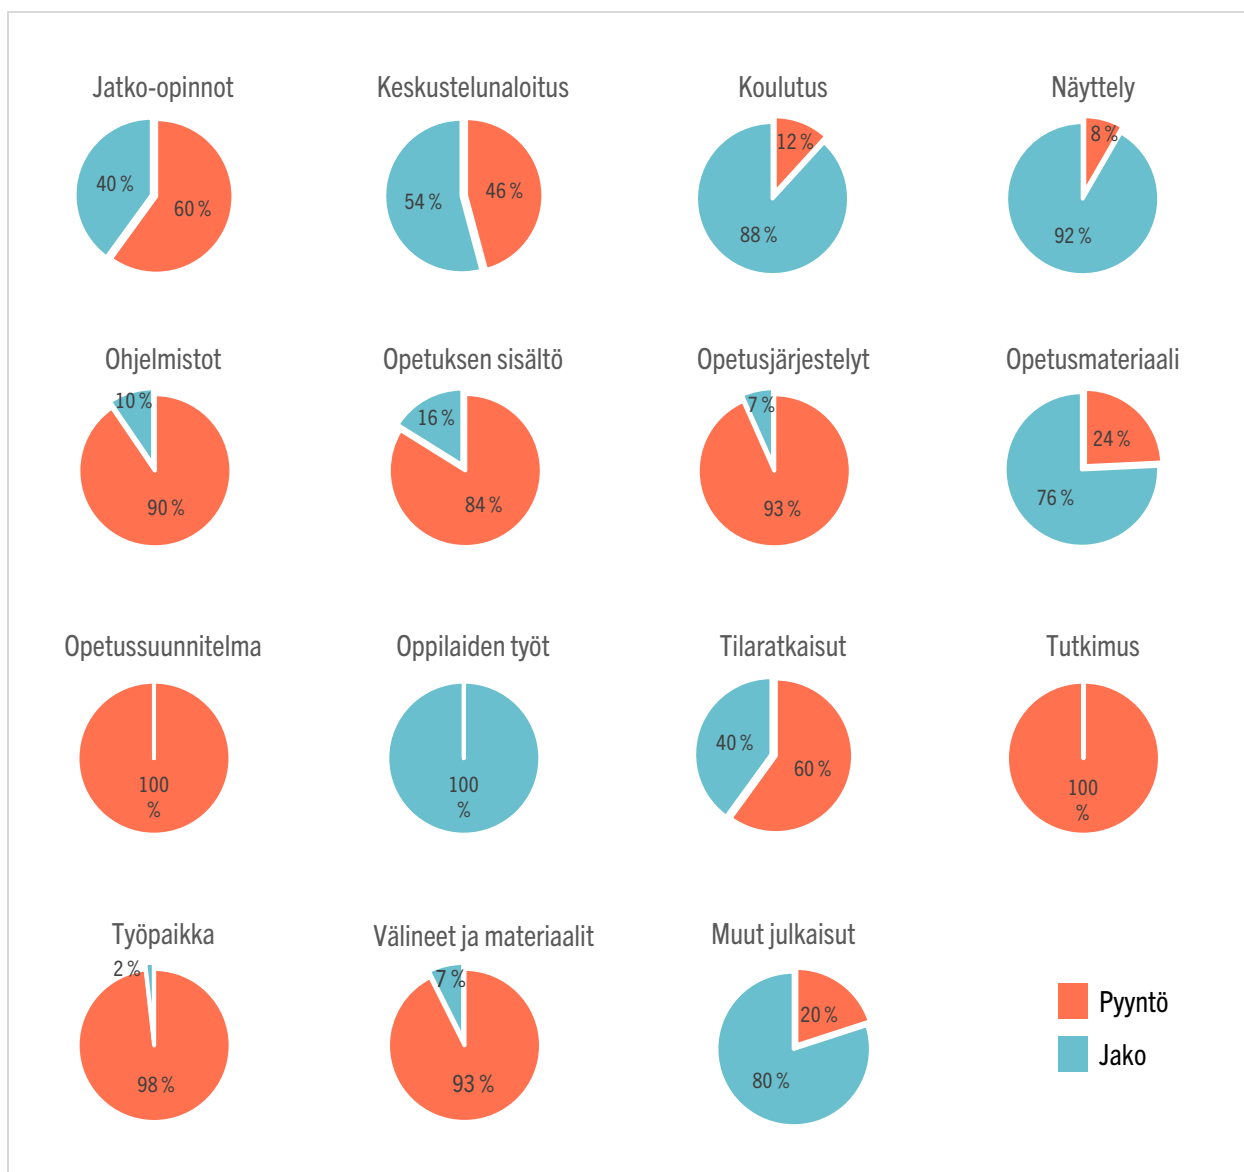 Jatko-opinnot
Keskustelunaloitus
Koulutus
Näyttely
40 %
60 %
54 %
46 %
12 %
88 %
8 %
92 %
Ohjelmistot
Opetuksen sisältö
Opetusjärjestelyt
Opetusmateriaali
10 %
90 %
16 %
84 %
7 %
93 %
24 %
76 %
Opetussuunnitelma
Oppilaiden työt
Tilaratkaisut
Tutkimus
100
%
100
%
40 %
60 %
100
%
Työpaikka
Välineet ja materiaalit
Muut julkaisut
2 %
98 %
7 %
93 %
20 %
80 %
Pyyntö
Jako